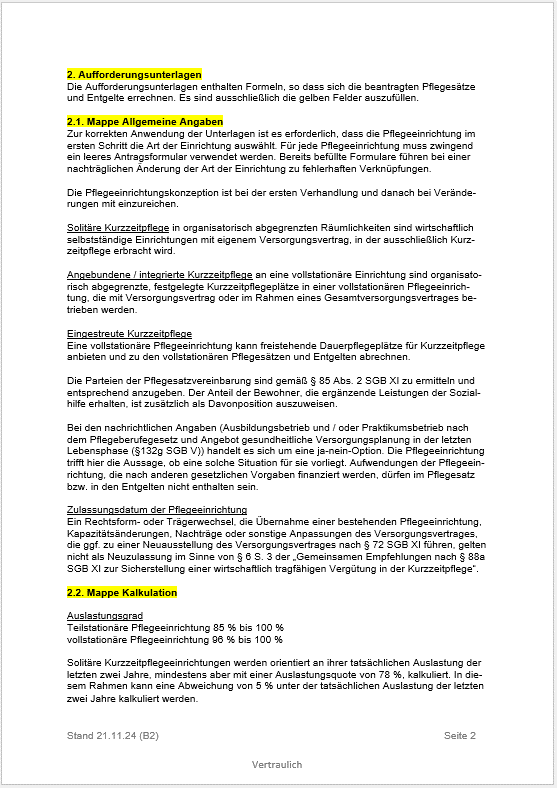 2. Aufforderungsunterlagen
Die Aufforderungsunterlagen enthalten Formeln, so dass sich die beantragten Pflegesätze
und Entgelte errechnen. Es sind ausschließlich die gelben Felder auszufüllen.
2.1. Mappe Allgemeine Angaben
Zur korrekten Anwendung der Unterlagen ist es erforderlich, dass die Pflegeeinrichtung im
ersten Schritt die Art der Einrichtung auswählt. Für jede Pflegeeinrichtung muss zwingend
ein leeres Antragsformular verwendet werden. Bereits befüllte Formulare führen bei einer
nachträglichen Änderung der Art der Einrichtung zu fehlerhaften Verknüpfungen.
Die Pflegeeinrichtungskonzeption ist bei der ersten Verhandlung und danach bei Verände-
rungen mit einzureichen.
Solitäre Kurzzeitpflege in organisatorisch abgegrenzten Räumlichkeiten sind wirtschaftlich
selbstständige Einrichtungen mit eigenem Versorgungsvertrag, in der ausschließlich Kurz-
zeitpflege erbracht wird.
Angebundene / integrierte Kurzzeitpflege an eine vollstationäre Einrichtung sind organisato-
risch abgegrenzte, festgelegte Kurzzeitpflegeplätze in einer vollstationären Pflegeeinrich-
tung, die mit Versorgungsvertrag oder im Rahmen eines Gesamtversorgungsvertrages be-
trieben werden.
Eingestreute Kurzzeitpflege
Eine vollstationäre Pflegeeinrichtung kann freistehende Dauerpflegeplätze für Kurzzeitpflege
anbieten und zu den vollstationären Pflegesätzen und Entgelten abrechnen.
Die Parteien der Pflegesatzvereinbarung sind gemäß § 85 Abs. 2 SGB XI zu ermitteln und
entsprechend anzugeben. Der Anteil der Bewohner, die ergänzende Leistungen der Sozial-
hilfe erhalten, ist zusätzlich als Davonposition auszuweisen.
Bei den nachrichtlichen Angaben (Ausbildungsbetrieb und / oder Praktikumsbetrieb nach
dem Pflegeberufegesetz und Angebot gesundheitliche Versorgungsplanung in der letzten
Lebensphase (§132g SGB V)) handelt es sich um eine ja-nein-Option. Die Pflegeeinrichtung
trifft hier die Aussage, ob eine solche Situation für sie vorliegt. Aufwendungen der Pflegeein-
richtung, die nach anderen gesetzlichen Vorgaben finanziert werden, dürfen im Pflegesatz
bzw. in den Entgelten nicht enthalten sein.
Zulassungsdatum der Pflegeeinrichtung
Ein Rechtsform- oder Trägerwechsel, die Übernahme einer bestehenden Pflegeeinrichtung,
Kapazitätsänderungen, Nachträge oder sonstige Anpassungen des Versorgungsvertrages,
die ggf. zu einer Neuausstellung des Versorgungsvertrages nach § 72 SGB XI führen, gelten
nicht als Neuzulassung im Sinne von § 6 S. 3 der „Gemeinsamen Empfehlungen nach § 88a
SGB XI zur Sicherstellung einer wirtschaftlich tragfähigen Vergütung in der Kurzzeitpflege“.
2.2. Mappe Kalkulation
Auslastungsgrad
Teilstationäre Pflegeeinrichtung 85 % bis 100 %
vollstationäre Pflegeeinrichtung 96 % bis 100 %
Solitäre Kurzzeitpflegeeinrichtungen werden orientiert an ihrer tatsächlichen Auslastung der
letzten zwei Jahre, mindestens aber mit einer Auslastungsquote von 78 %, kalkuliert. In die-
sem Rahmen kann eine Abweichung von 5 % unter der tatsächlichen Auslastung der letzten
zwei Jahre kalkuliert werden.
Stand 21.11.24 (B2) Seite 2
Vertraulich